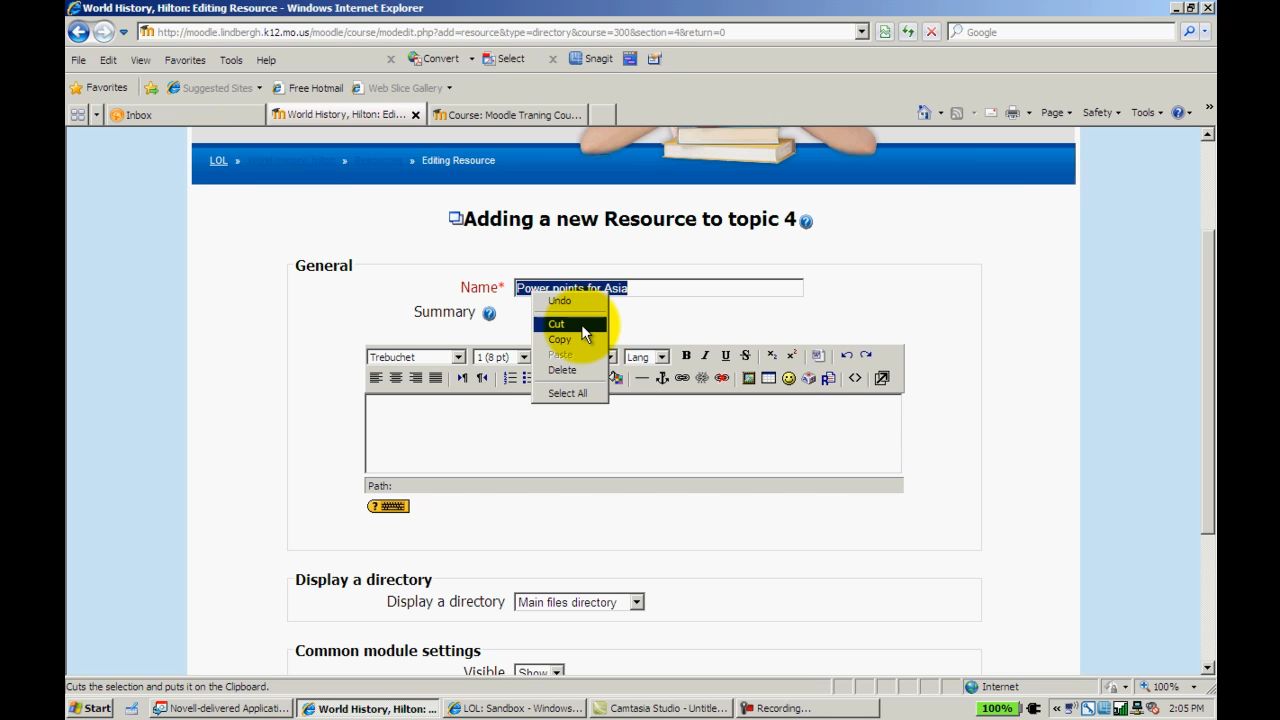 World History, Hilton: Editing Resource - Windows Internet Explorer
http://moodle.lindbergh.k12.mo.us/moodle/course/modedit.php?add=resource&type=directory&course=300&section=4&return=0
Google
File Edit View Favorites Tools Help
x Convert Select x Snagit
Favorites Suggested Sites Free Hotmail Web Slice Gallery
Inbox World History, Hilton: Edi... x Course: Moodle Traning Cou...
Page Safety Tools
LOL » » » Editing Resource
Adding a new Resource to topic 4
General
Name* Power points for Asia
Summary
Undo
Cut
Copy
Paste
Delete
Select All
Trebuchet 1 (8 pt) Lang B I U S x₂ x²
Path:
Display a directory
Display a directory Main files directory
Common module settings
Visible Show
Cuts the selection and puts it on the Clipboard.
Internet 100%
Start Novell-delivered Applicati... World History, Hilton: ... LOL: Sandbox - Windows... Camtasia Studio - Untitle... Recording... 100% « 2:05 PM